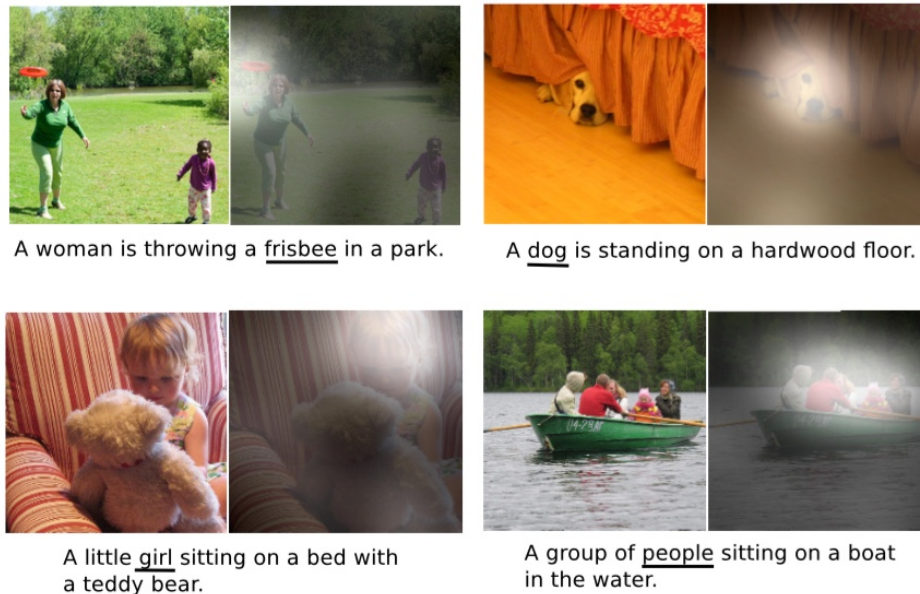 A woman is throwing a frisbee in a park.
A dog is standing on a hardwood floor.
A little girl sitting on a bed with
a teddy bear.
A group of people sitting on a boat
in the water.